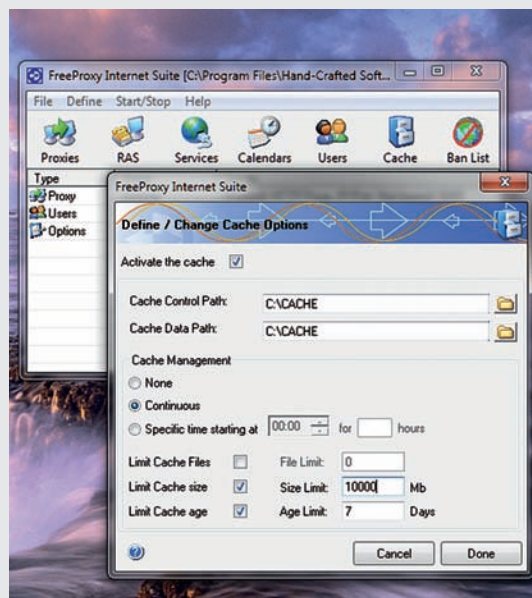 FreeProxy Internet Suite [C:\Program Files\Hand-Crafted Soft...
File Define Start/Stop Help
Proxies RAS Services Calendars Users Cache Ban List
Type
Proxy
Users
Options
FreeProxy Internet Suite
Define / Change Cache Options
Activate the cache
Cache Control Path: C:\CACHE
Cache Data Path: C:\CACHE
Cache Management
None
Continuous
Specific time starting at 00:00 for hours
Limit Cache Files File Limit: 0
Limit Cache size Size Limit: 10000 Mb
Limit Cache age Age Limit: 7 Days
Cancel Done